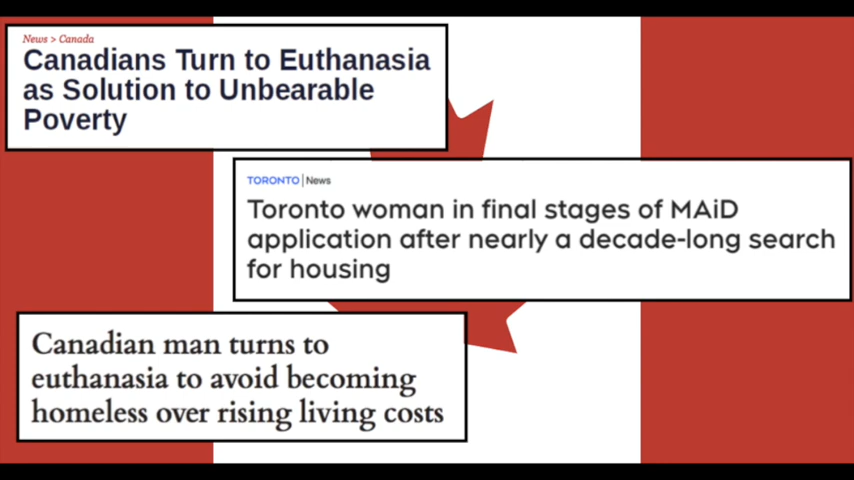 News > Canada
Canadians Turn to Euthanasia
as Solution to Unbearable
Poverty
TORONTO | News
Toronto woman in final stages of MAiD
application after nearly a decade-long search
for housing
Canadian man turns to
euthanasia to avoid becoming
homeless over rising living costs